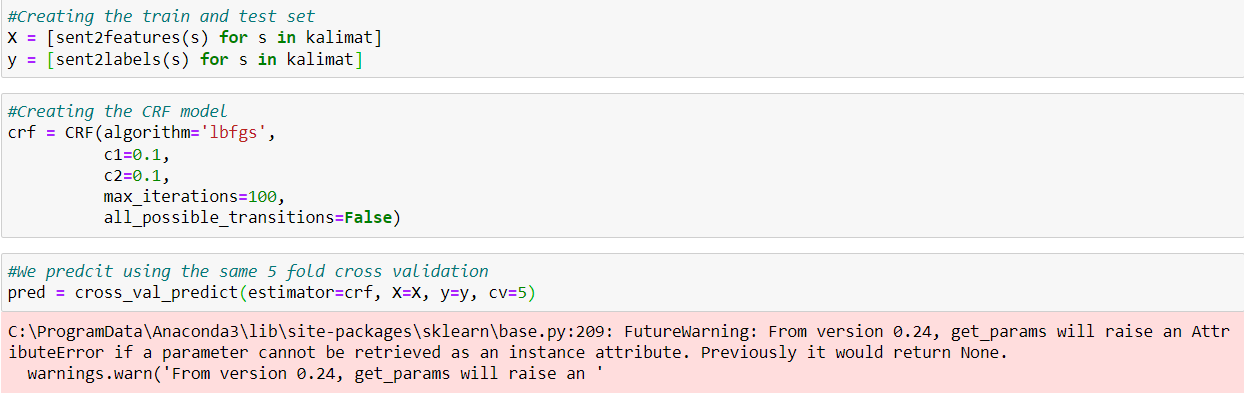 #Creating the train and test set
X = [sent2features(s) for s in kalimat]
y = [sent2labels(s) for s in kalimat]
#Creating the CRF model
crf = CRF(algorithm='lbfgs',
          c1=0.1,
          c2=0.1,
          max_iterations=100,
          all_possible_transitions=False)
#We predcit using the same 5 fold cross validation
pred = cross_val_predict(estimator=crf, X=X, y=y, cv=5)
C:\ProgramData\Anaconda3\lib\site-packages\sklearn\base.py:209: FutureWarning: From version 0.24, get_params will raise an Attr
ibuteError if a parameter cannot be retrieved as an instance attribute. Previously it would return None.
  warnings.warn('From version 0.24, get_params will raise an '